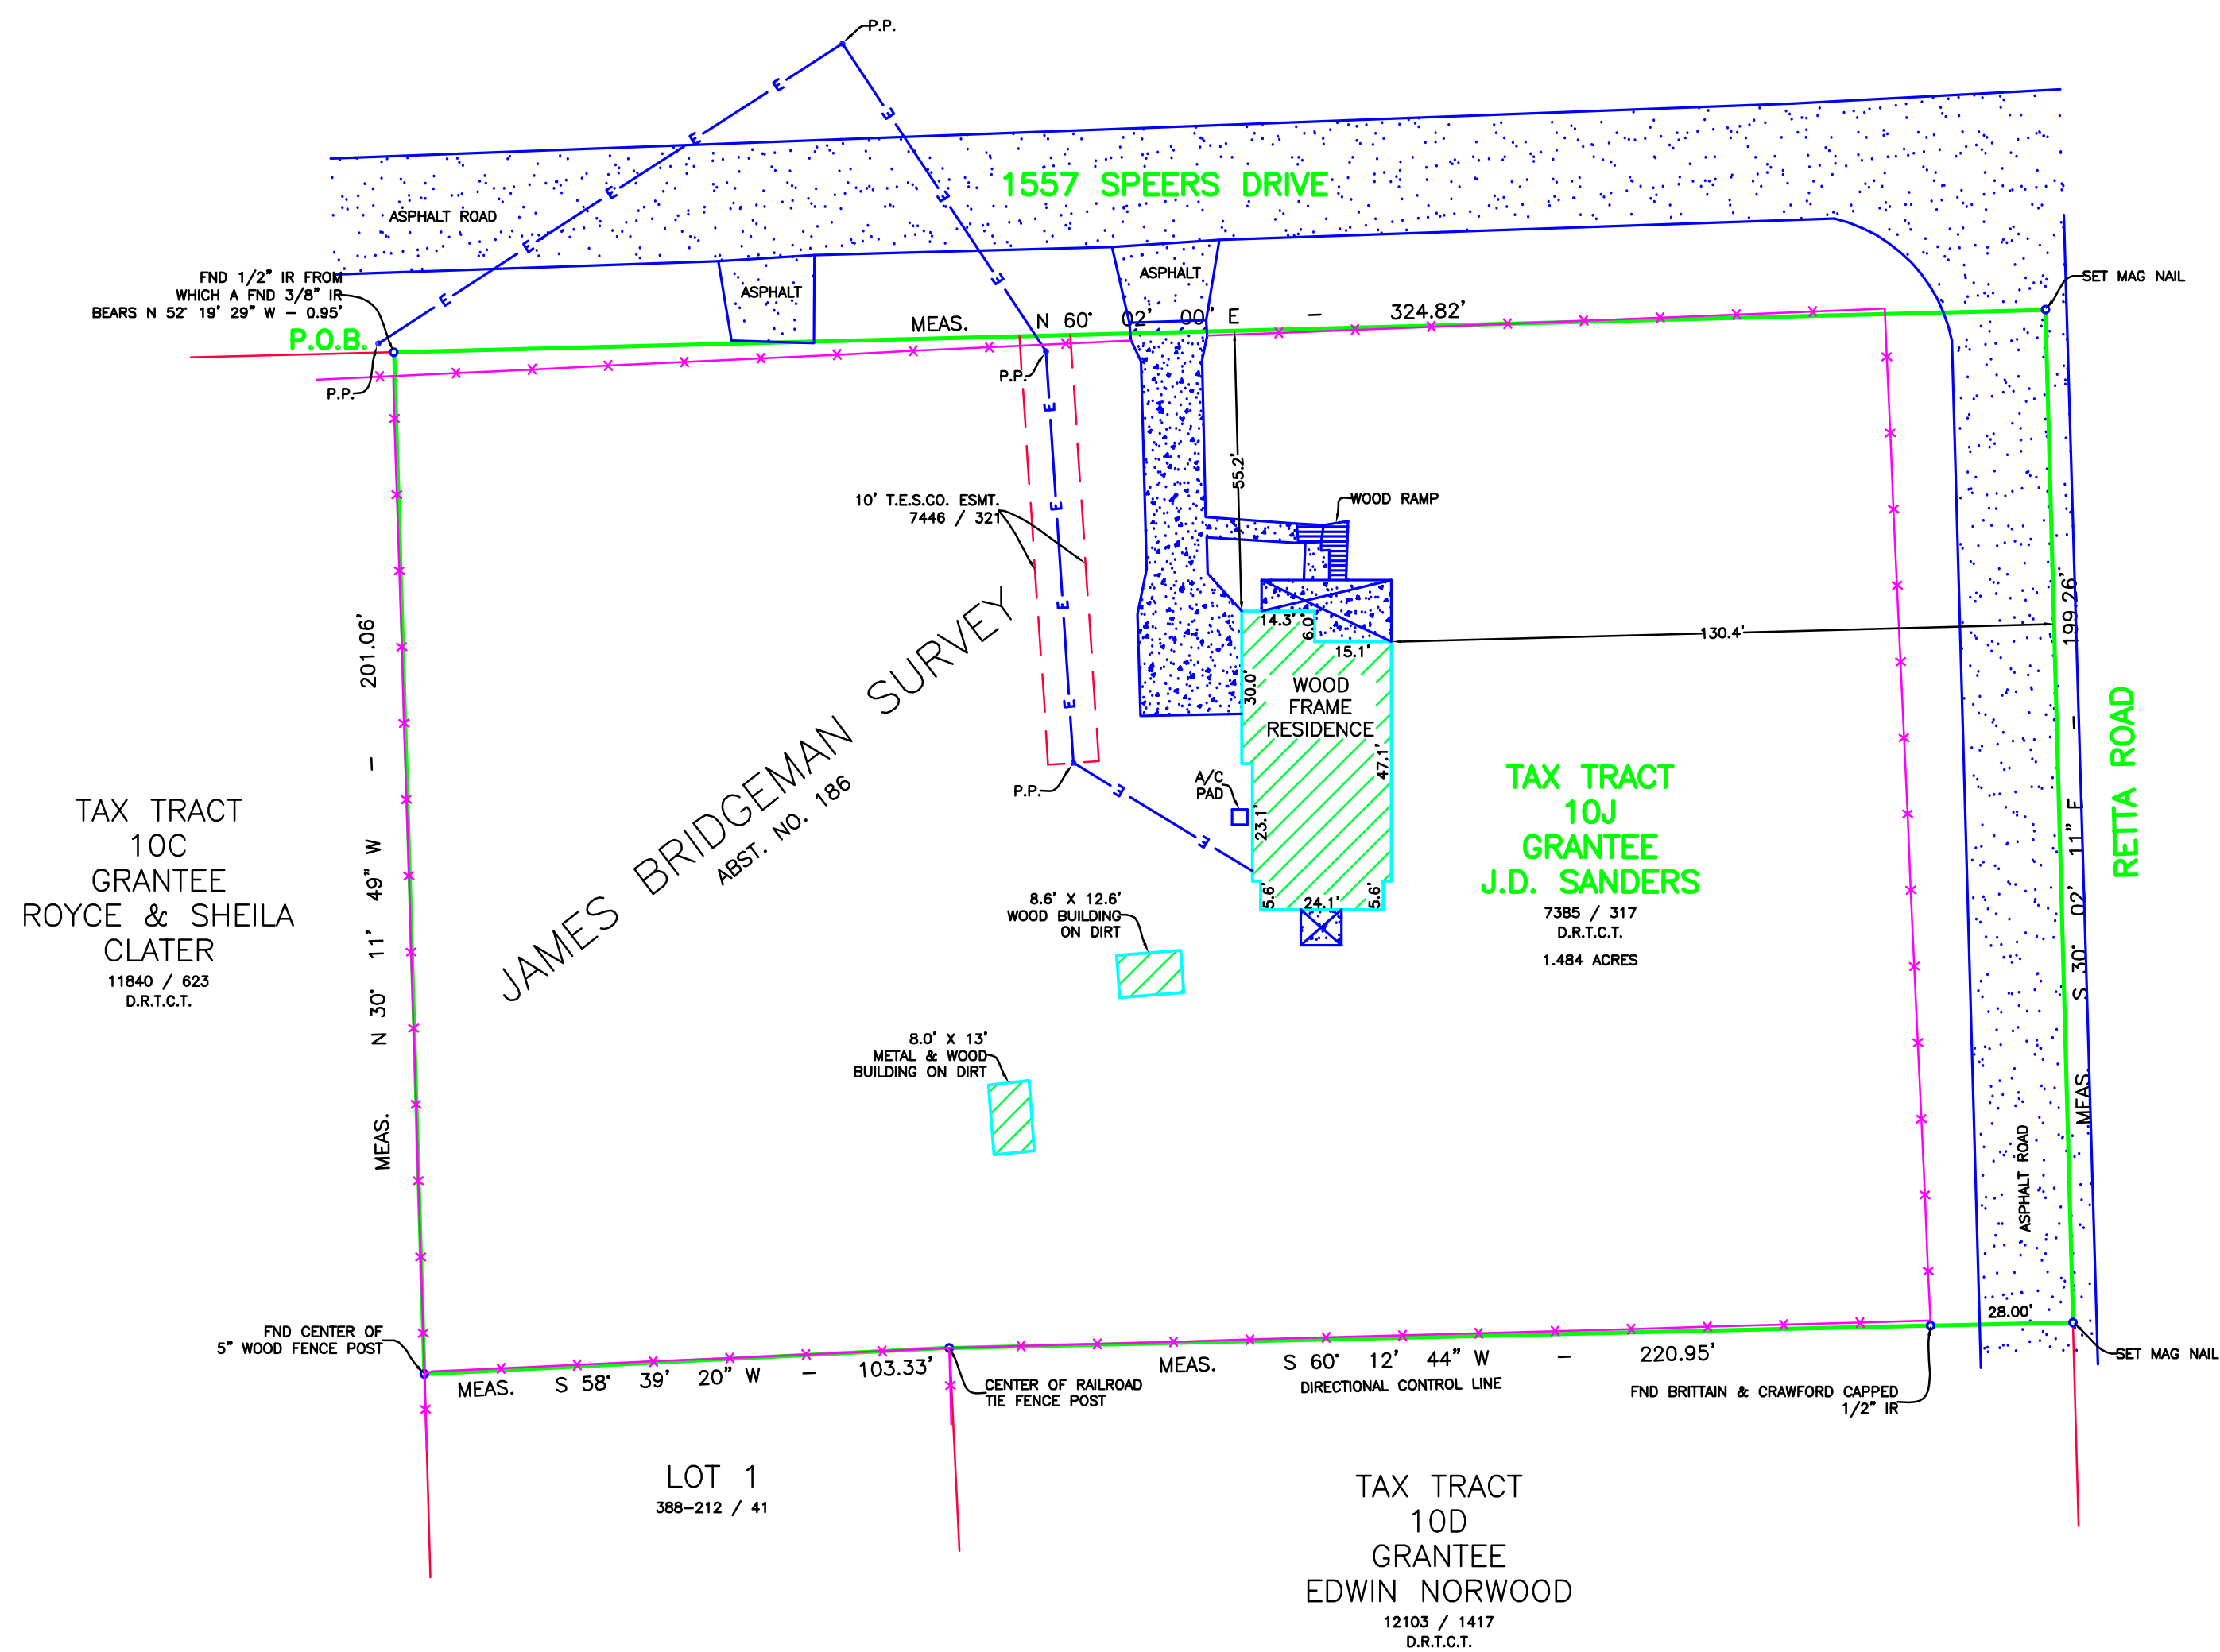 P.P.
1557 SPEERS DRIVE
ASPHALT ROAD
ASPHALT
ASPHALT
SET MAG NAIL
FND 1/2" IR FROM
WHICH A FND 3/8" IR
BEARS N 52° 19' 29" W - 0.95'
P.O.B.
MEAS. N 60° 02' 00" E - 324.82'
P.P.
P.P.
55.2'
10' T.E.S.CO. ESMT.
7446 / 321
WOOD RAMP
MEAS. N 30° 11' 49" W - 201.06'
JAMES BRIDGEMAN SURVEY
ABST. NO. 186
14.3'
6.0'
15.1'
130.4'
30.0'
WOOD
FRAME
RESIDENCE
47.1'
A/C
PAD
P.P.
23.1'
5.6'
24.1'
5.6'
MEAS. S 30° 02' 11" E - 199.26'
RETTA ROAD
TAX TRACT
10J
GRANTEE
J.D. SANDERS
7385 / 317
D.R.T.C.T.
1.484 ACRES
TAX TRACT
10C
GRANTEE
ROYCE & SHEILA
CLATER
11840 / 623
D.R.T.C.T.
8.6' X 12.6'
WOOD BUILDING
ON DIRT
8.0' X 13'
METAL & WOOD
BUILDING ON DIRT
ASPHALT ROAD
28.00'
FND CENTER OF
5" WOOD FENCE POST
MEAS. S 58° 39' 20" W - 103.33'
CENTER OF RAILROAD
TIE FENCE POST
MEAS. S 60° 12' 44" W - 220.95'
DIRECTIONAL CONTROL LINE
FND BRITTAIN & CRAWFORD CAPPED
1/2" IR
SET MAG NAIL
LOT 1
388-212 / 41
TAX TRACT
10D
GRANTEE
EDWIN NORWOOD
12103 / 1417
D.R.T.C.T.
E
E
E
E
E
E
E
E
E
E
E
E
E
E